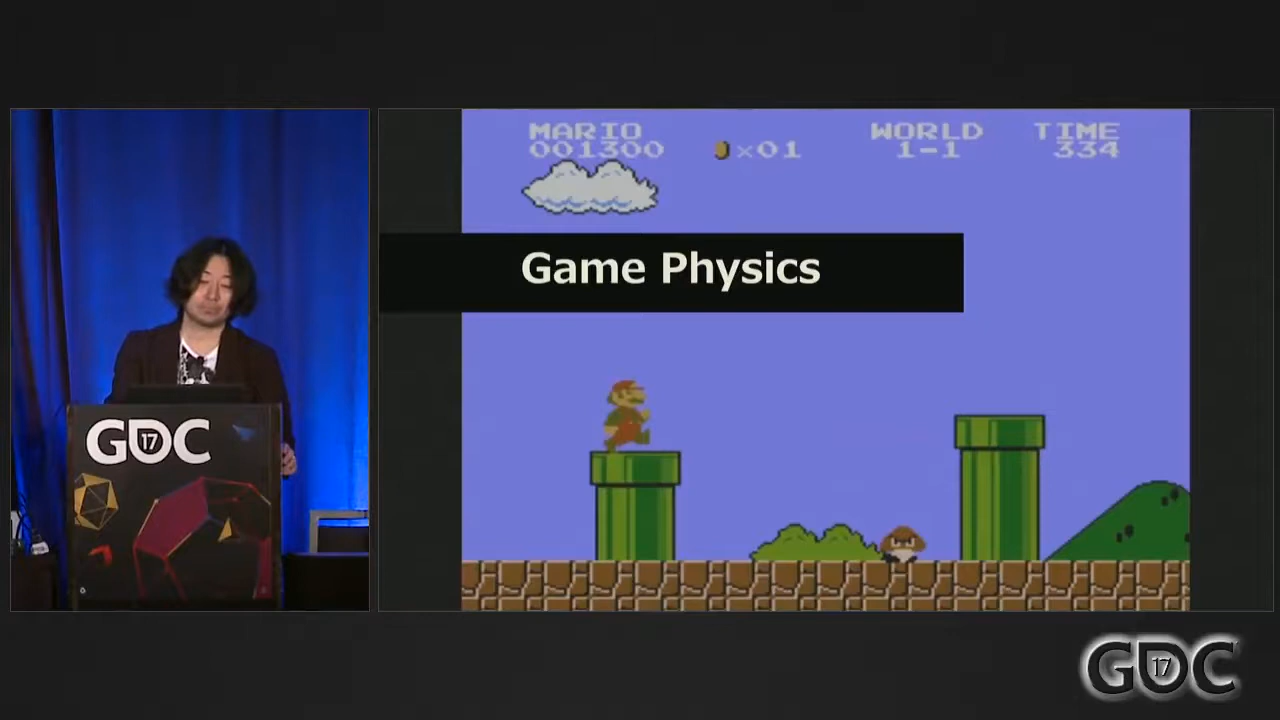 MARIO
001300
×01
WORLD
1-1
TIME
334
Game Physics
GDC
17
GDC
17